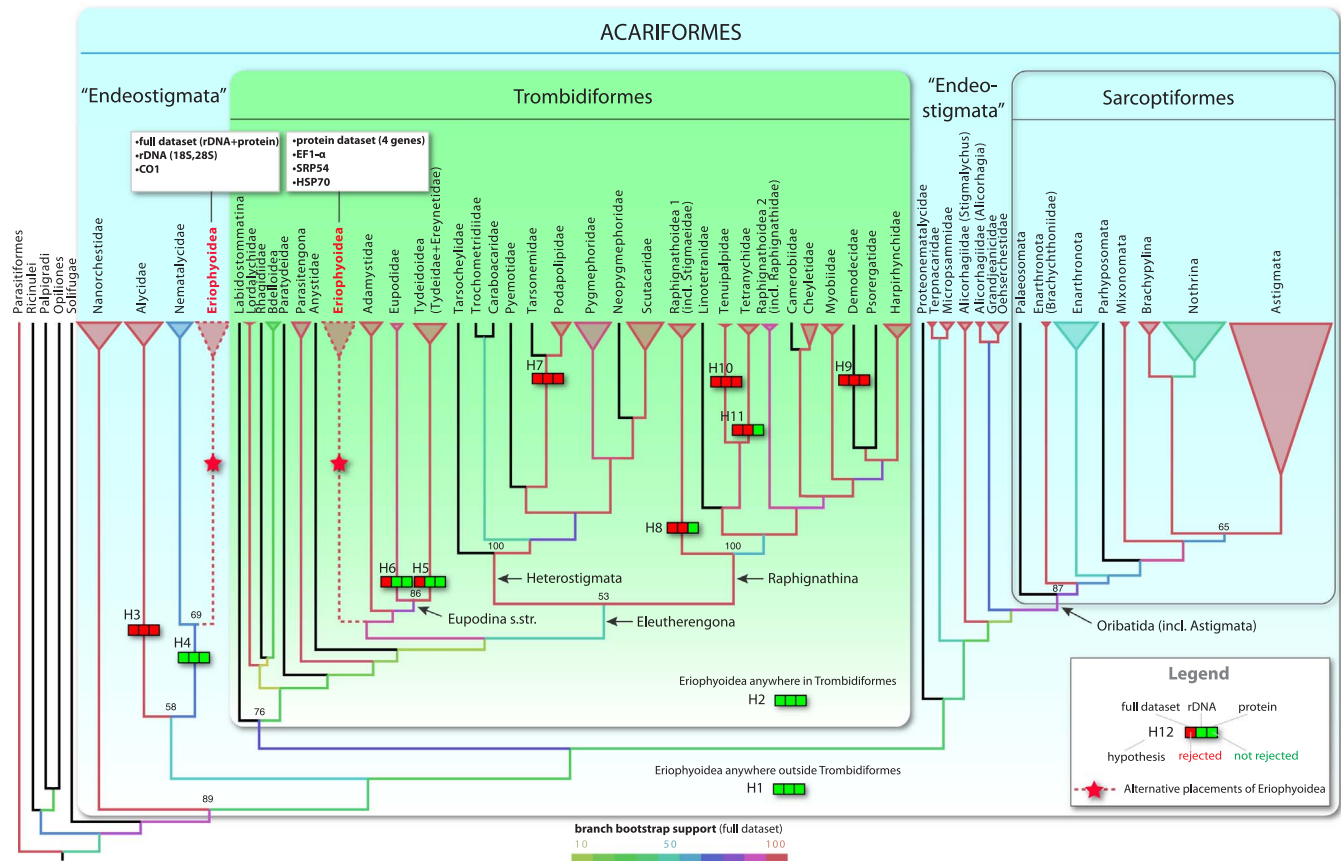 ACARIFORMES
"Endeostigmata"
Trombidiformes
"Endeo-
stigmata"
Sarcoptiformes
•full dataset (rDNA+protein)
•rDNA (18S,28S)
•CO1
•protein dataset (4 genes)
•EF1-α
•SRP54
•HSP70
Parasitiformes
Ricinulei
Palpigradi
Opiliones
Solifugae
Nanorchestidae
Alycidae
Nematalycidae
Eriophyoidea
Labidostommatina
Iordalychidae
Rhagidiidae
Bdelloidea
Paratydeidae
Parasitengona
Anystidae
Eriophyoidea
Adamystidae
Eupodidae
Tydeidoidea
(Tydeidae+Ereynetidae)
Tarsocheylidae
Trochometridiidae
Caraboacaridae
Pyemotidae
Tarsonemidae
Podapolipidae
Pygmephoridae
Neopygmephoridae
Scutacaridae
Raphignathoidea 1
(incl. Stigmaeidae)
Linotetranidae
Tenuipalpidae
Tetranychidae
Raphignathoidea 2
(incl. Raphignathidae)
Camerobiidae
Cheyletidae
Myobiidae
Demodecidae
Psorergatidae
Harpirhynchidae
Proteonematalycidae
Terpnacaridae
Micropsammidae
Alicorhagiidae (Stigmalychus)
Alicorhagiidae (Alicorhagia)
Grandjeanicidae
Oehserchestidae
Palaeosomata
Enarthronota
(Brachychthoniidae)
Enarthronota
Parhyposomata
Mixonomata
Brachypylina
Nothrina
Astigmata
H7
H10
H9
H11
H8
65
100
100
H6
H5
Heterostigmata
Raphignathina
87
86
53
H3
69
Eupodina s.str.
Eleutherengona
Oribatida (incl. Astigmata)
H4
Eriophyoidea anywhere in Trombidiformes
H2
58
76
Eriophyoidea anywhere outside Trombidiformes
H1
89
Legend
full dataset rDNA protein
H12
hypothesis rejected not rejected
Alternative placements of Eriophyoidea
branch bootstrap support (full dataset)
10 50 100